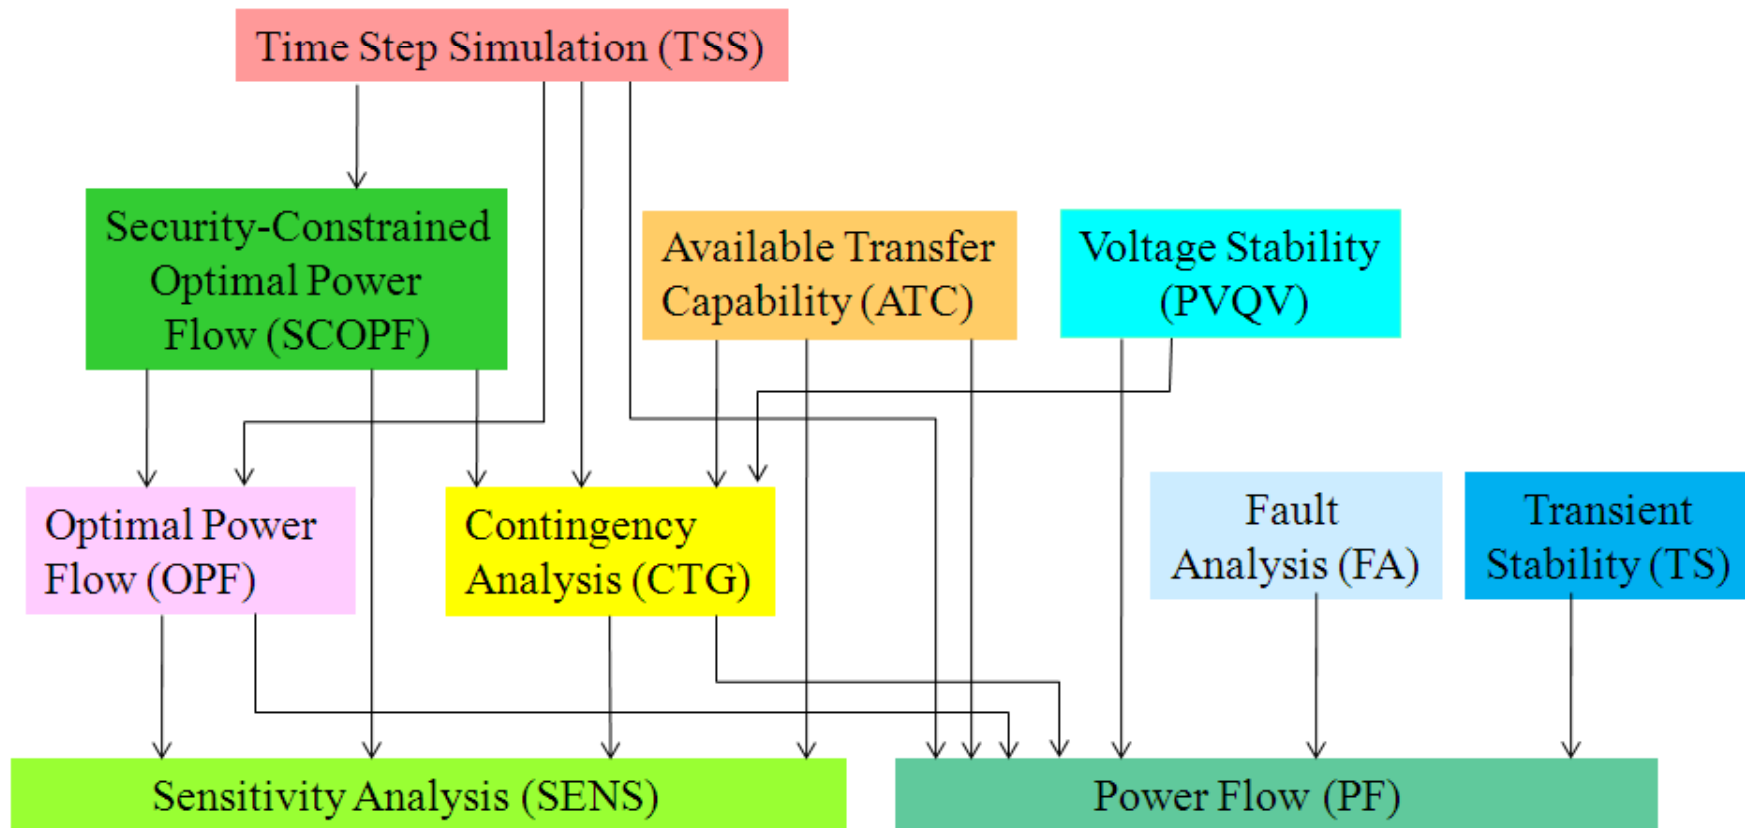 Time Step Simulation (TSS)
Security-Constrained
Optimal Power
Flow (SCOPF)
Available Transfer
Capability (ATC)
Voltage Stability
(PVQV)
Optimal Power
Flow (OPF)
Contingency
Analysis (CTG)
Fault
Analysis (FA)
Transient
Stability (TS)
Sensitivity Analysis (SENS)
Power Flow (PF)